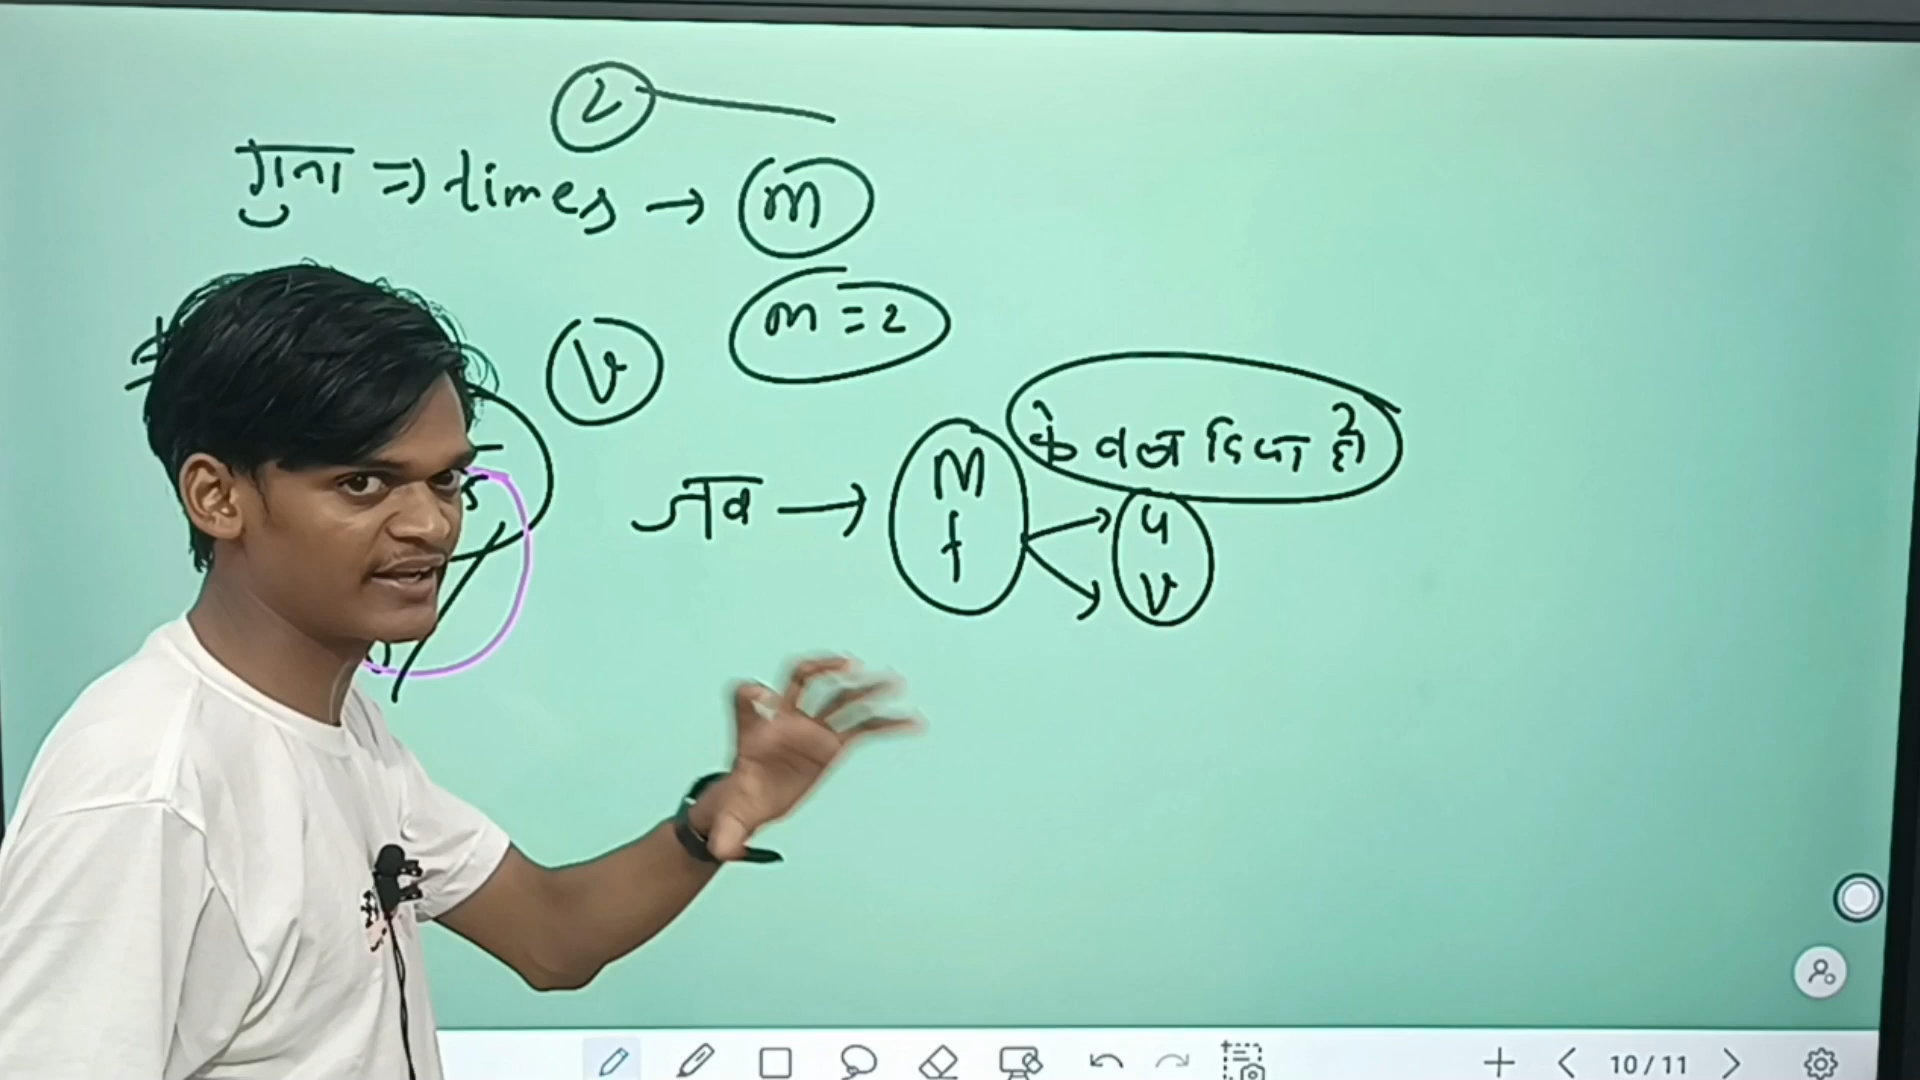 2
गुना => times → m
m = 2
v
केवल दिया हो
जब → m f → u v
10/11